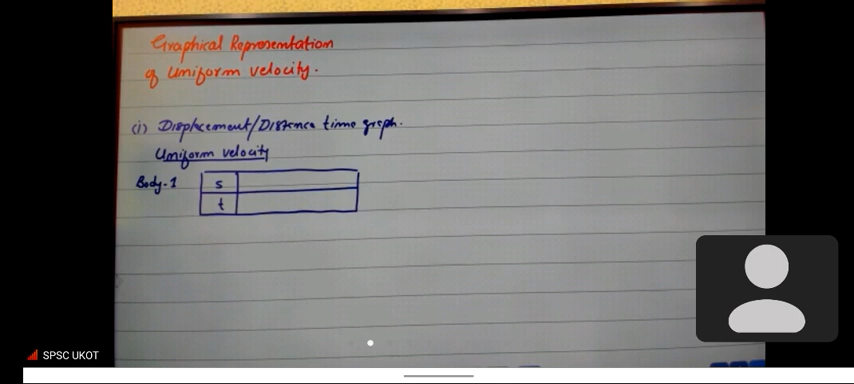 Graphical Representation
of Uniform velocity.
(i) Displacement/Distance time graph.
Uniform velocity
Body-1
s
t
SPSC UKOT